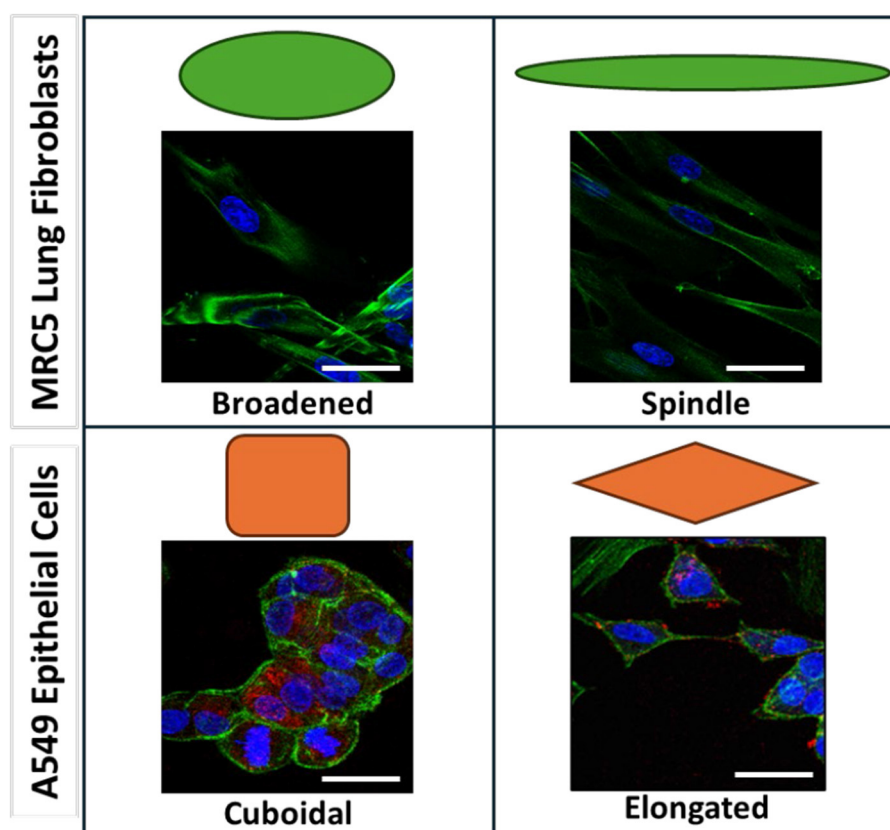 MRC5 Lung Fibroblasts
Broadened
Spindle
A549 Epithelial Cells
Cuboidal
Elongated